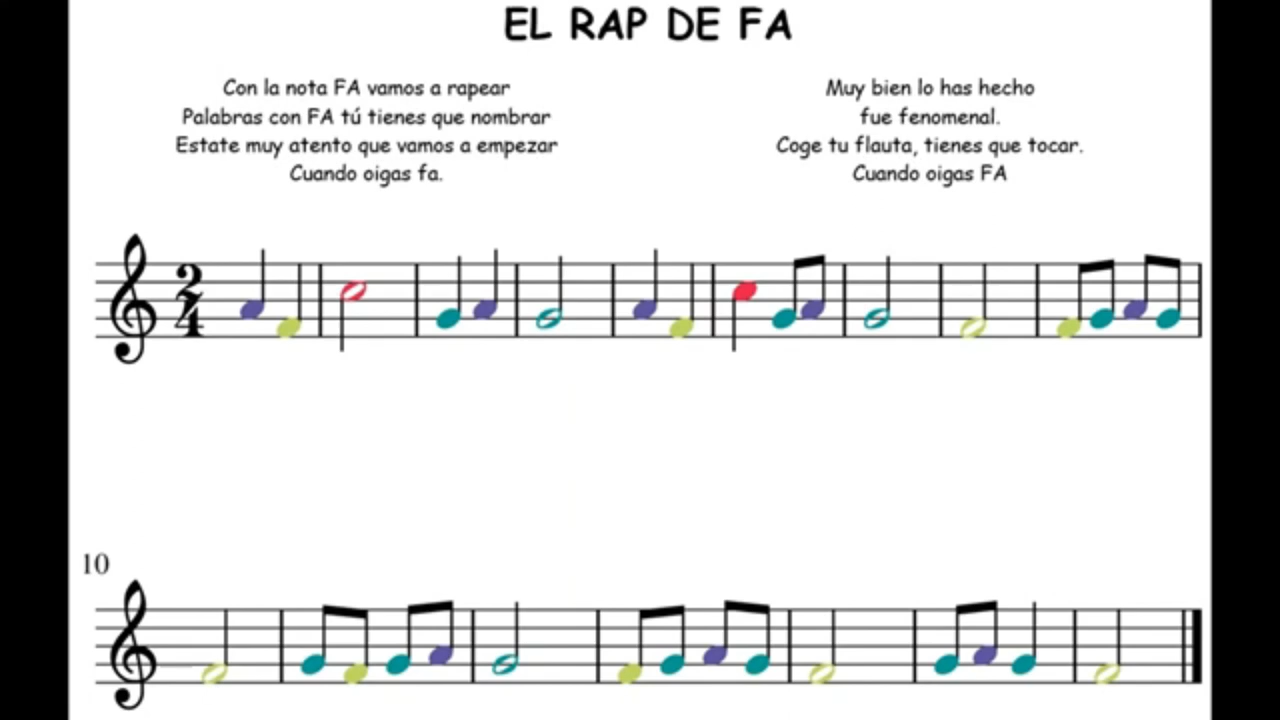 EL RAP DE FA
Con la nota FA vamos a rapear
Palabras con FA tú tienes que nombrar
Estate muy atento que vamos a empezar
Cuando oigas fa.
Muy bien lo has hecho
fue fenomenal.
Coge tu flauta, tienes que tocar.
Cuando oigas FA
2
4
10